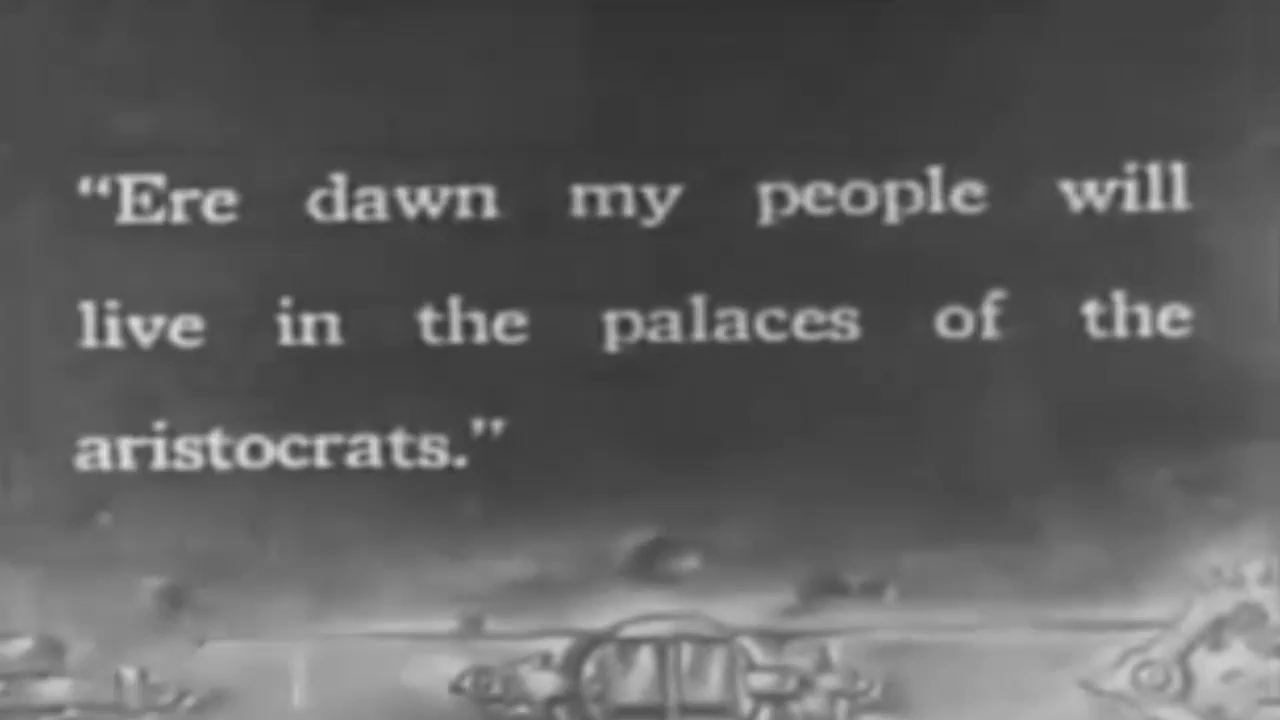 “Ere dawn my people will
live in the palaces of the
aristocrats.”